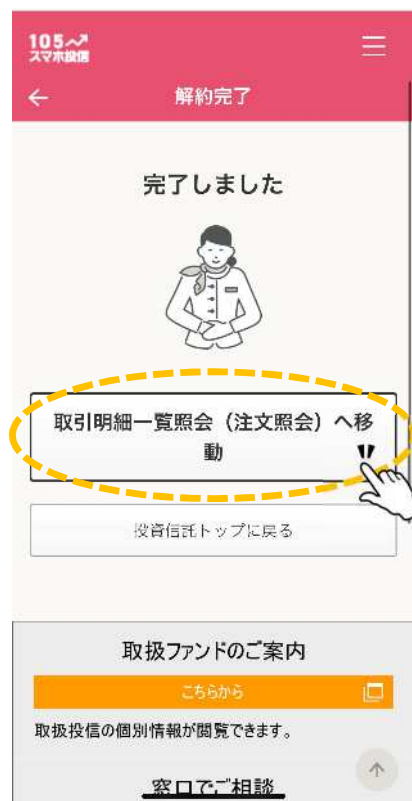 105
スマホ投信
解約完了
完了しました
取引明細一覧照会（注文照会）へ移
動
投資信託トップに戻る
取扱ファンドのご案内
こちらから
取扱投信の個別情報が閲覧できます。
窓口でご相談